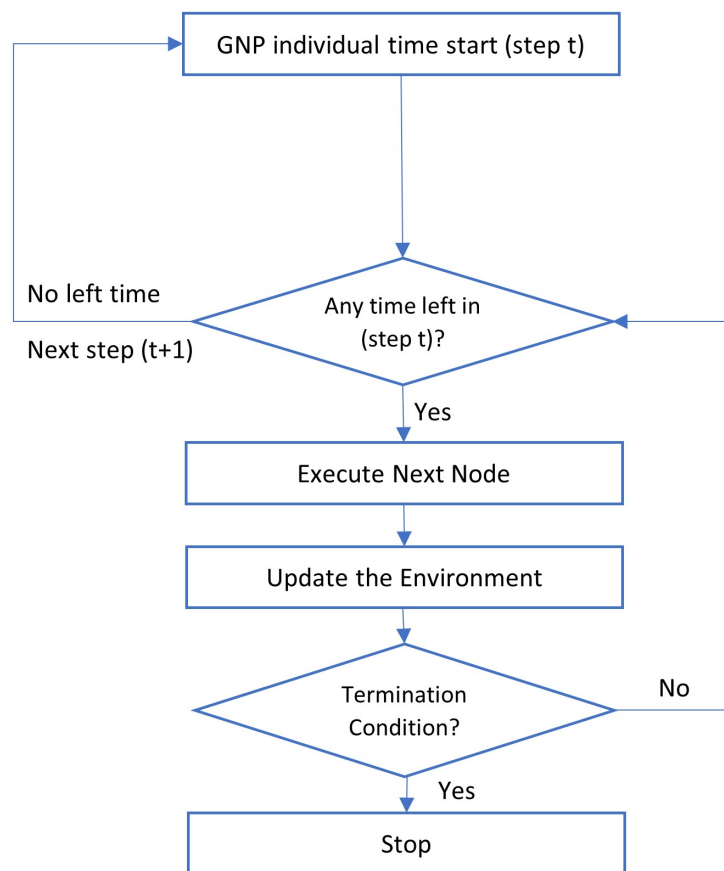 GNP individual time start (step t)
No left time
Any time left in
(step t)?
Next step (t+1)
Yes
Execute Next Node
Update the Environment
Termination
Condition?
No
Yes
Stop